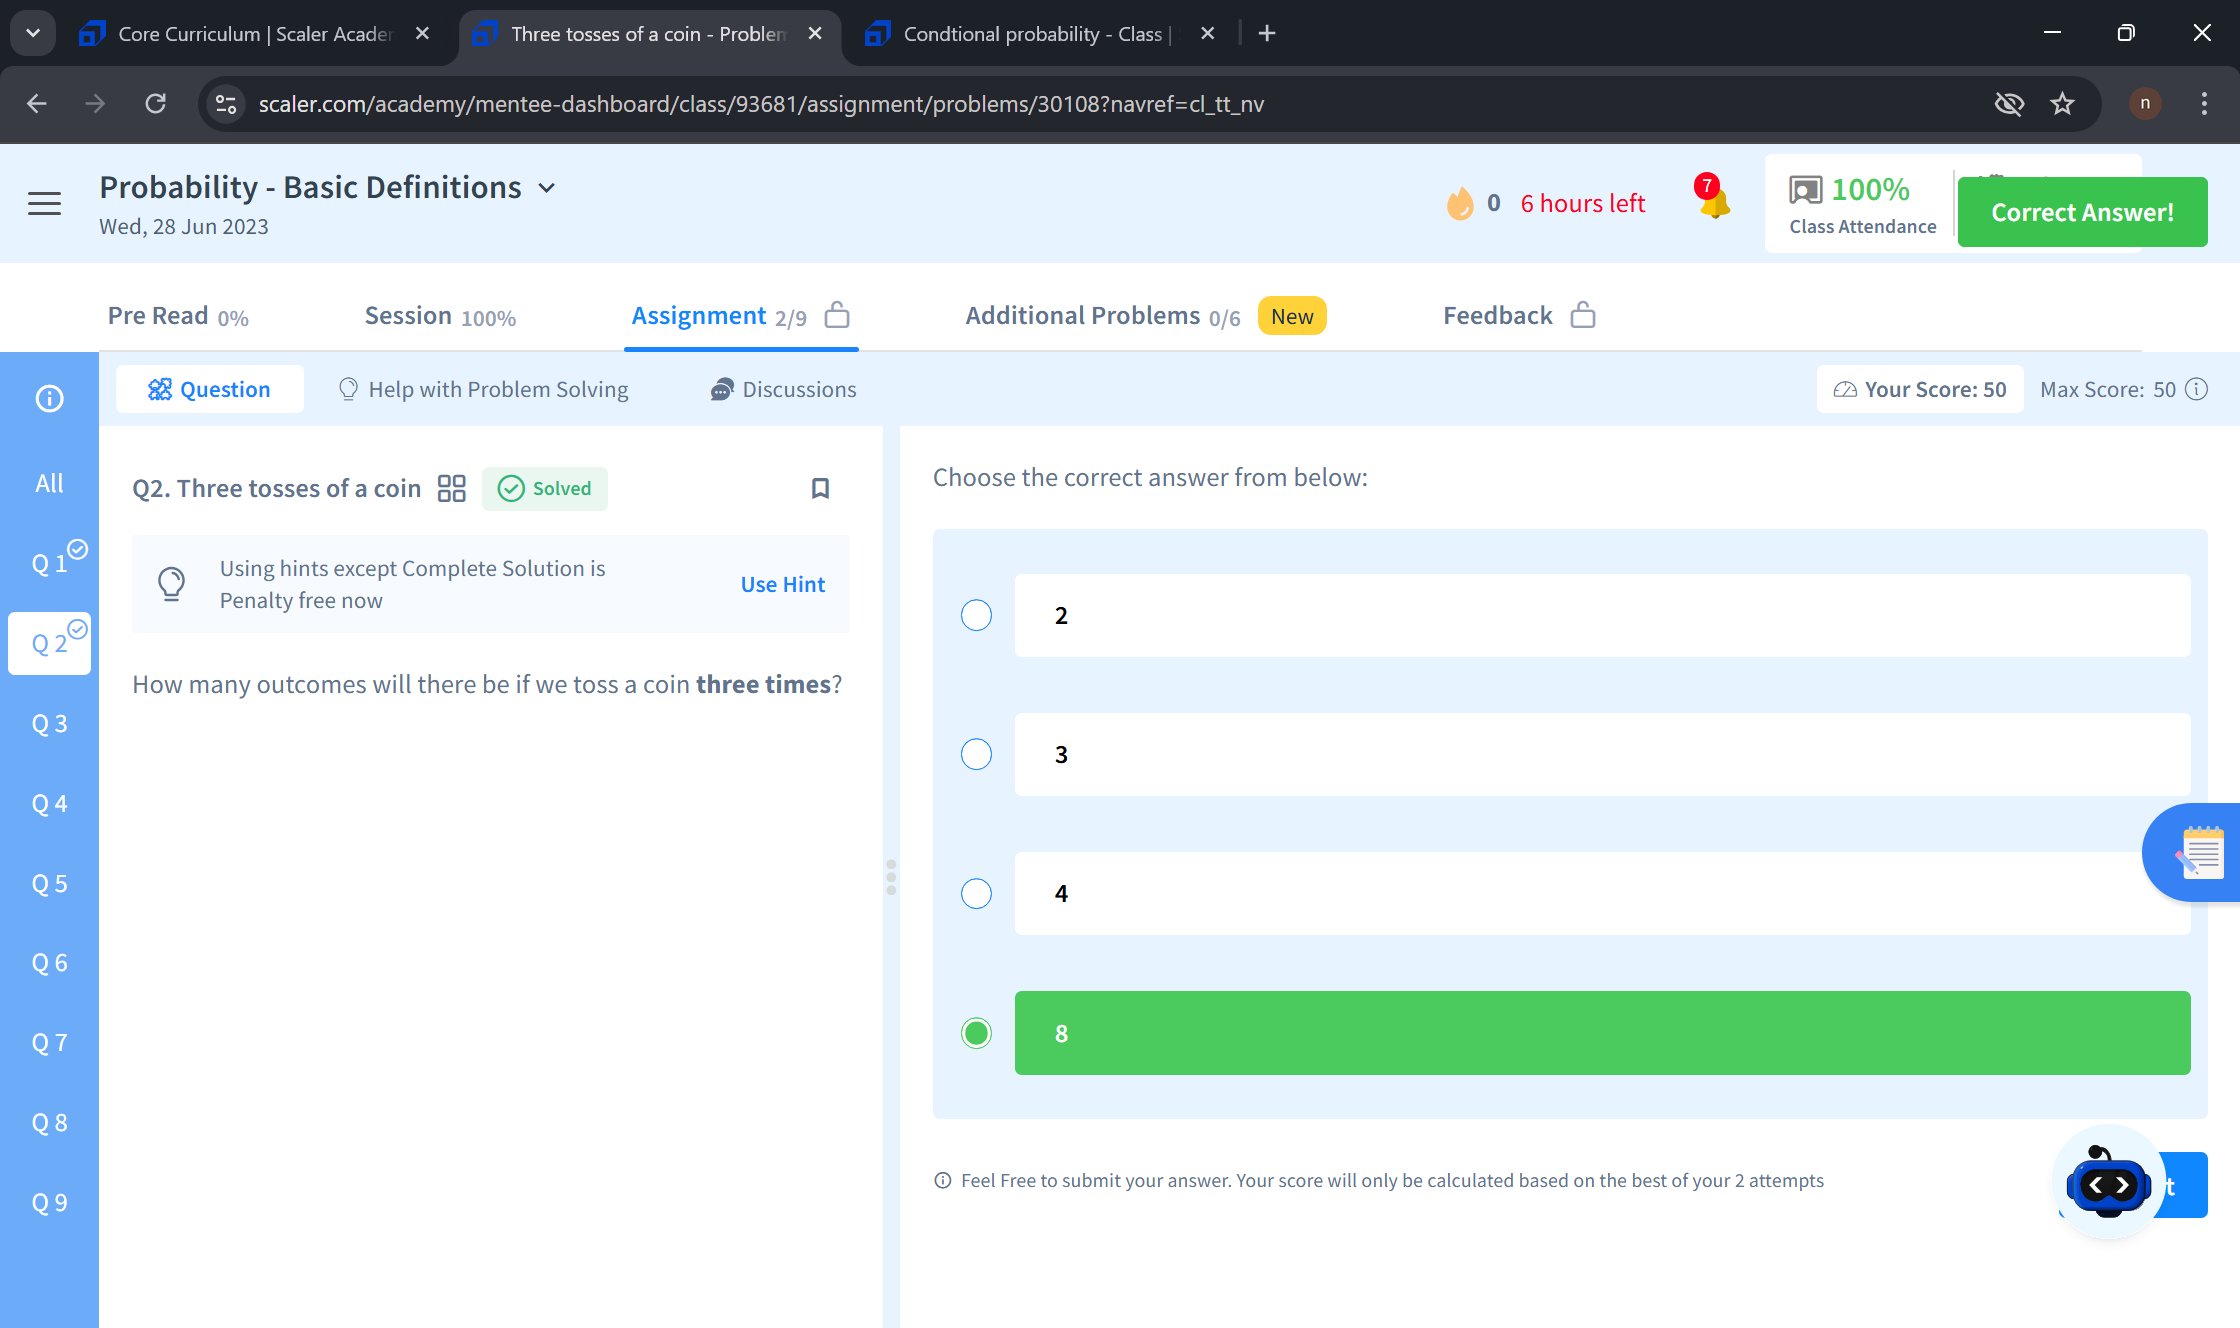 Core Curriculum | Scaler Acader
Three tosses of a coin - Problem
Condtional probability - Class |
scaler.com/academy/mentee-dashboard/class/93681/assignment/problems/30108?navref=cl_tt_nv
n
Probability - Basic Definitions
Wed, 28 Jun 2023
0
6 hours left
7
100%
Class Attendance
Correct Answer!
Pre Read 0%
Session 100%
Assignment 2/9
Additional Problems 0/6
New
Feedback
Question
Help with Problem Solving
Discussions
Your Score: 50
Max Score: 50
All
Q 1
Q 2
Q 3
Q 4
Q 5
Q 6
Q 7
Q 8
Q 9
Q2. Three tosses of a coin
Solved
Using hints except Complete Solution is
Penalty free now
Use Hint
How many outcomes will there be if we toss a coin three times?
Choose the correct answer from below:
2
3
4
8
Feel Free to submit your answer. Your score will only be calculated based on the best of your 2 attempts
t